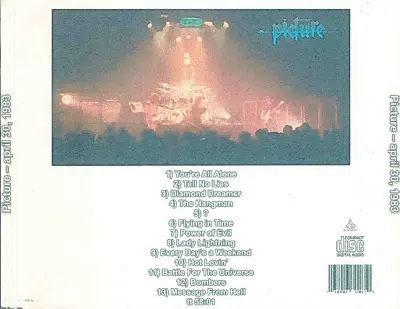 picture
Picture – april 30, 1983
1) You're All Alone
2) Tell No Lies
3) Diamond Dreamer
4) The Hangman
5) ?
6) Flying in Time
7) Power of Evil
8) Lady Lightning
9) Every Day's a Weekend
10) Hot Lovin'
11) Battle For The Universe
12) Bombers
13) Message From Hell
tt 58:01
COMPACT
disc
DIGITAL AUDIO
Picture – april 30, 1983